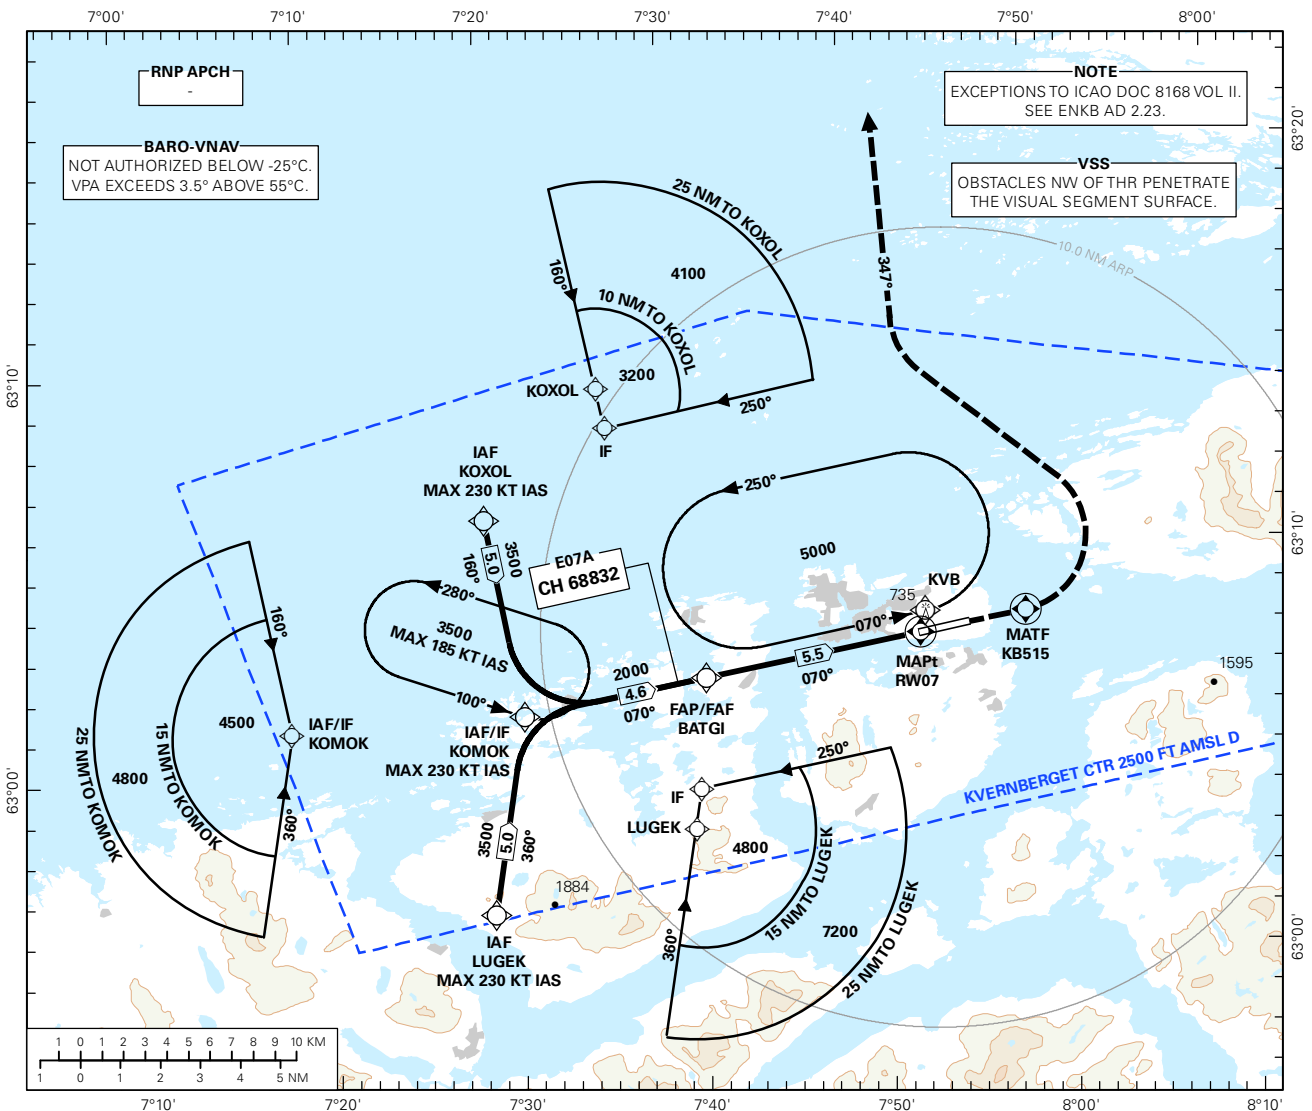 7°00'
7°10'
7°20'
7°30'
7°40'
7°50'
8°00'
RNP APCH
-
BARO-VNAV
NOT AUTHORIZED BELOW -25°C.
VPA EXCEEDS 3.5° ABOVE 55°C.
NOTE
EXCEPTIONS TO ICAO DOC 8168 VOL II.
SEE ENKB AD 2.23.
VSS
OBSTACLES NW OF THR PENETRATE
THE VISUAL SEGMENT SURFACE.
63°20'
10.0 NM ARP
25 NM TO KOXOL
4100
160°
10 NM TO KOXOL
3200
KOXOL
250°
IF
347°
63°10'
IAF
KOXOL
MAX 230 KT IAS
250°
5000
63°10'
3500
5.0
160°
E07A
CH 68832
KVB
735
280°
3500
MAX 185 KT IAS
100°
070°
MATF
KB515
MAPt
RW07
5.5
070°
2000
4.6
070°
FAP/FAF
BATGI
1595
160°
4500
IAF/IF
KOMOK
15 NM TO KOMOK
25 NM TO KOMOK
4800
360°
IAF/IF
KOMOK
MAX 230 KT IAS
250°
KVERNBERGET CTR 2500 FT AMSL D
63°00'
IF
LUGEK
4800
15 NM TO LUGEK
7200
25 NM TO LUGEK
360°
3500
5.0
360°
1884
IAF
LUGEK
MAX 230 KT IAS
63°00'
1 0 1 2 3 4 5 6 7 8 9 10 KM
1 0 1 2 3 4 5 NM
7°10'
7°20'
7°30'
7°40'
7°50'
8°00'
8°10'